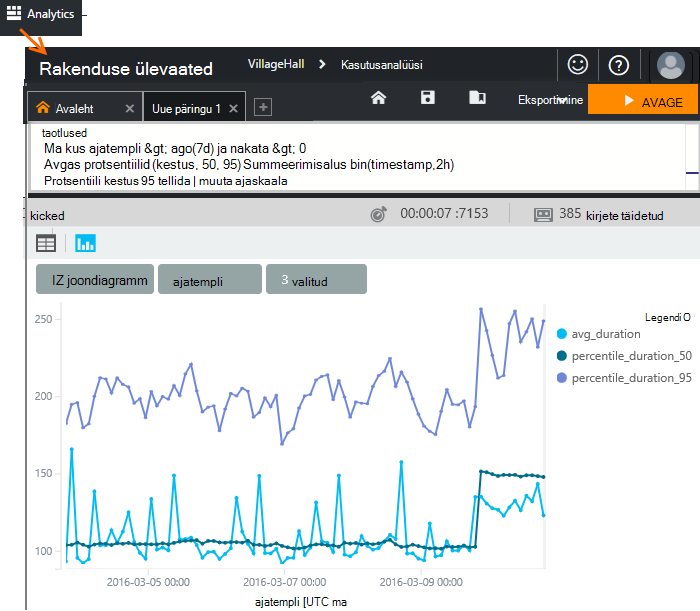 Analytics
Rakenduse ülevaated
VillageHall
Kasutusanalüüsi
Avaleht
Uue päringu 1
Eksportimine
AVAGE
taotlused
Ma kus ajatempli &gt; ago(7d) ja nakata &gt; 0
Avgas protsentiilid (kestus, 50, 95) Summeerimisalus bin(timestamp,2h)
Protsentiili kestus 95 tellida | muuta ajaskaala
kicked
00:00:07 :7153
385 kirjete täidetud
IZ joondiagramm
ajatempli
3 valitud
Legendi O
avg_duration
percentile_duration_50
percentile_duration_95
250
200
150
100
2016-03-05 00:00
2016-03-07 00:00
2016-03-09 00:00
ajatempli [UTC ma